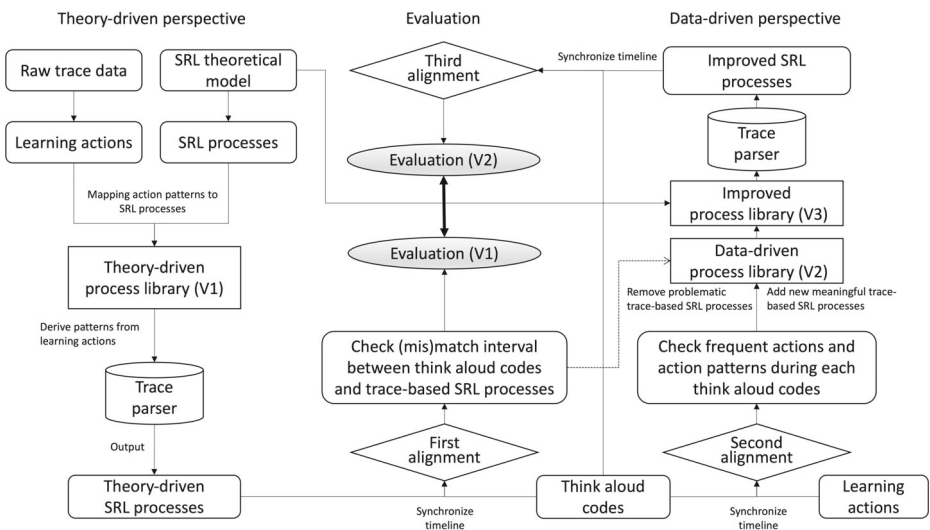 Theory-driven perspective
Raw trace data
SRL theoretical
model
Learning actions
SRL processes
Mapping action patterns to
SRL processes
Theory-driven
process library (V1)
Derive patterns from
learning actions
Trace
parser
Output
Theory-driven
SRL processes
Evaluation
Third
alignment
Evaluation (V2)
Evaluation (V1)
Check (mis)match interval
between think aloud codes
and trace-based SRL processes
First
alignment
Synchronize
timeline
Think aloud
codes
Data-driven perspective
Synchronize timeline
Improved SRL
processes
Trace
parser
Improved
process library (V3)
Data-driven
process library (V2)
Remove problematic
trace-based SRL processes
Add new meaningful trace-
based SRL processes
Check frequent actions and
action patterns during each
think aloud codes
Second
alignment
Synchronize
timeline
Learning
actions